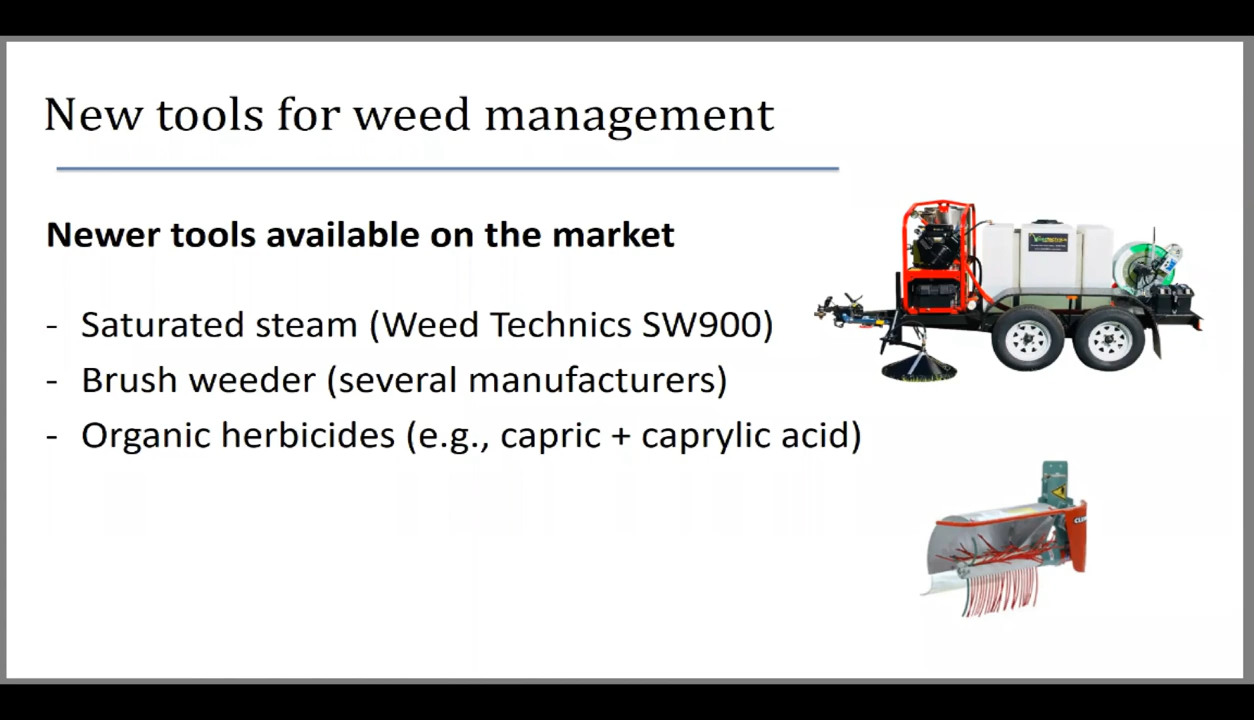 New tools for weed management
Newer tools available on the market
- Saturated steam (Weed Technics SW900)
- Brush weeder (several manufacturers)
- Organic herbicides (e.g., capric + caprylic acid)